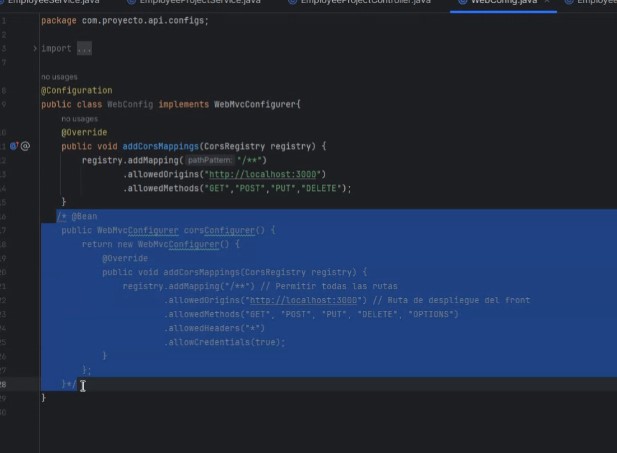 EmployeeService.java EmployeeProjectService.java EmployeeProjectController.java WebConfig.java Employee
1 package com.proyecto.api.configs;
2
3 import ...
7
no usages
8 @Configuration
9 public class WebConfig implements WebMvcConfigurer{
no usages
10 @Override
11 public void addCorsMappings(CorsRegistry registry) {
12 registry.addMapping( pathPattern: "/**")
13 .allowedOrigins("http://localhost:3000")
14 .allowedMethods("GET","POST","PUT","DELETE");
15 }
16 /* @Bean
17 public WebMvcConfigurer corsConfigurer() {
18 return new WebMvcConfigurer() {
19 @Override
20 public void addCorsMappings(CorsRegistry registry) {
21 registry.addMapping("/**") // Permitir todas las rutas
22 .allowedOrigins("http://localhost:3000") // Ruta de despliegue del front
23 .allowedMethods("GET", "POST", "PUT", "DELETE", "OPTIONS")
24 .allowedHeaders("*")
25 .allowCredentials(true);
26 }
27 };
28 }*/
29 }
30